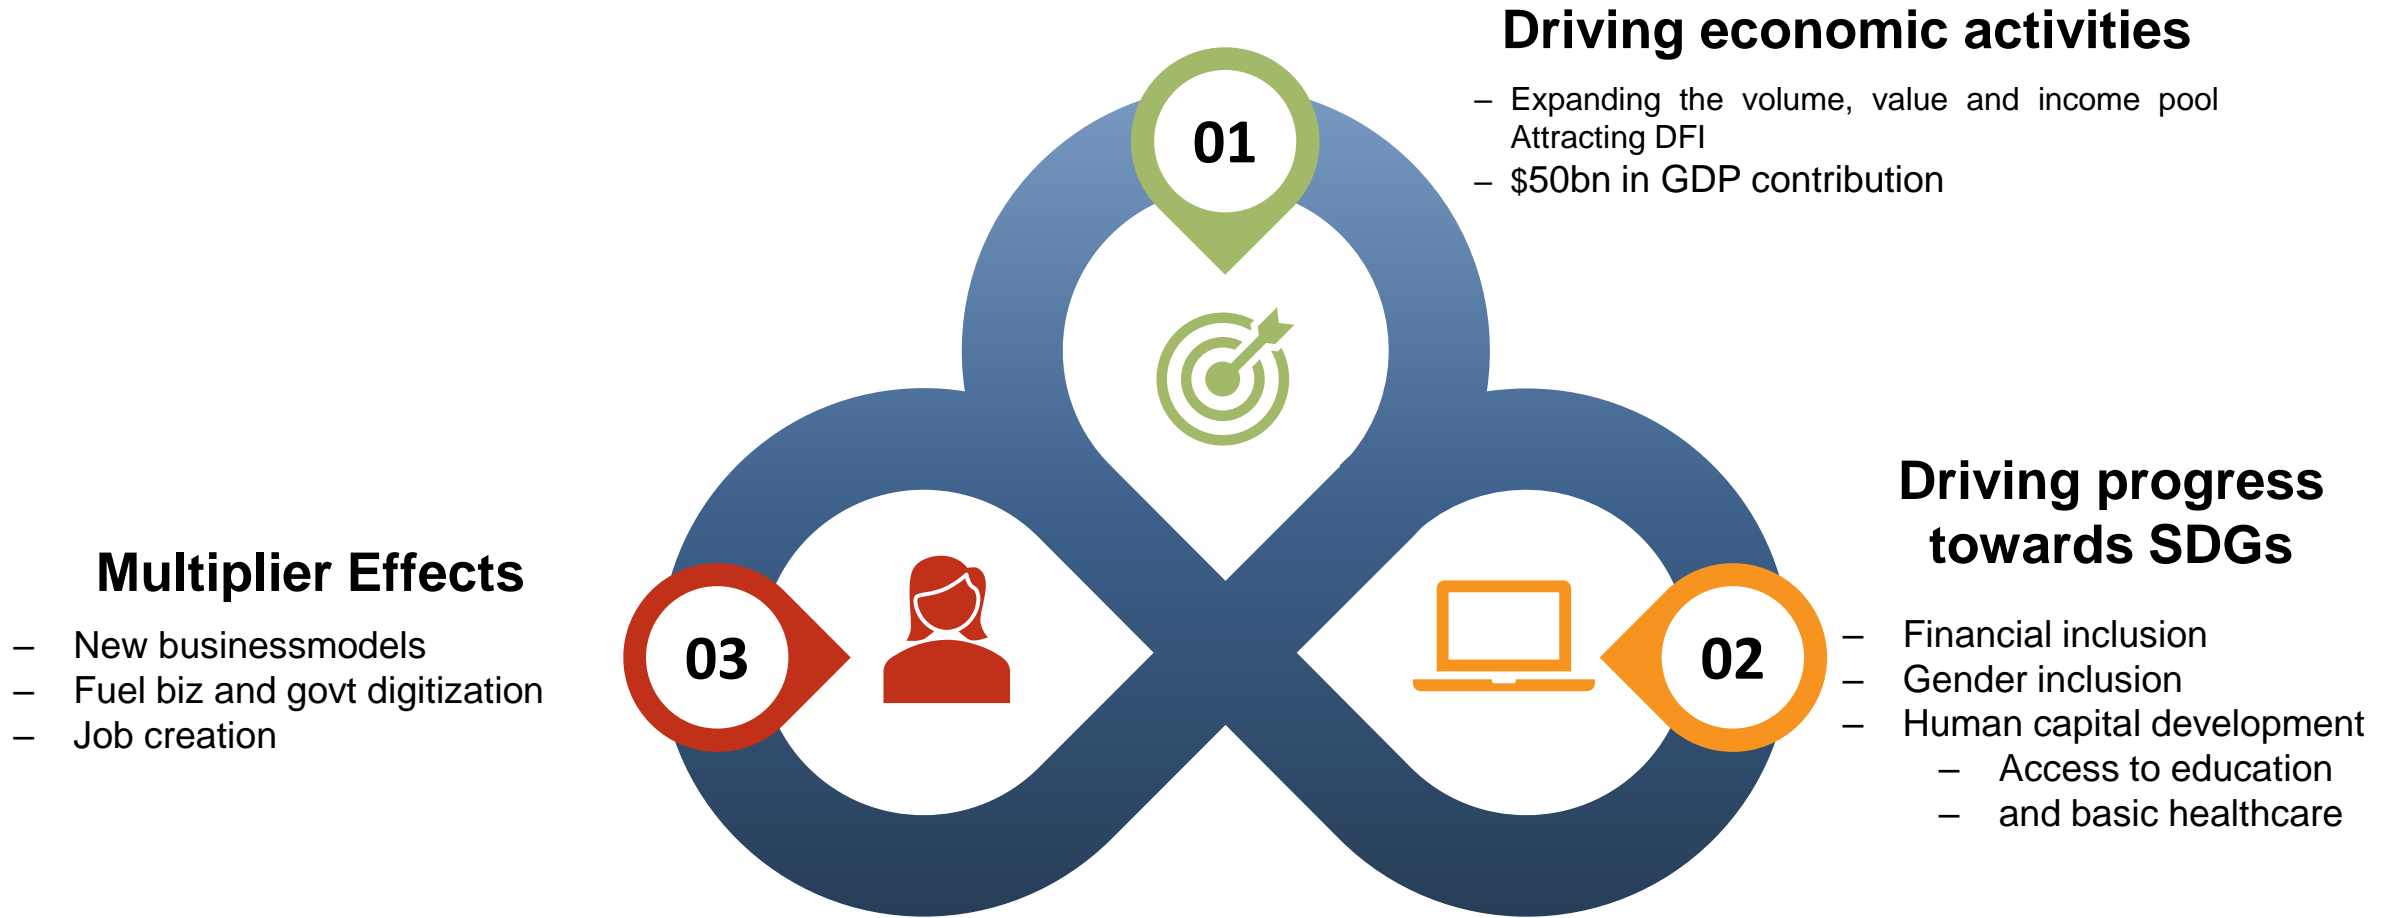 Driving economic activities
– Expanding the volume, value and income pool
Attracting DFI
– $50bn in GDP contribution
01
Driving progress
towards SDGs
– Financial inclusion
– Gender inclusion
– Human capital development
– Access to education
– and basic healthcare
02
Multiplier Effects
– New businessmodels
– Fuel biz and govt digitization
– Job creation
03